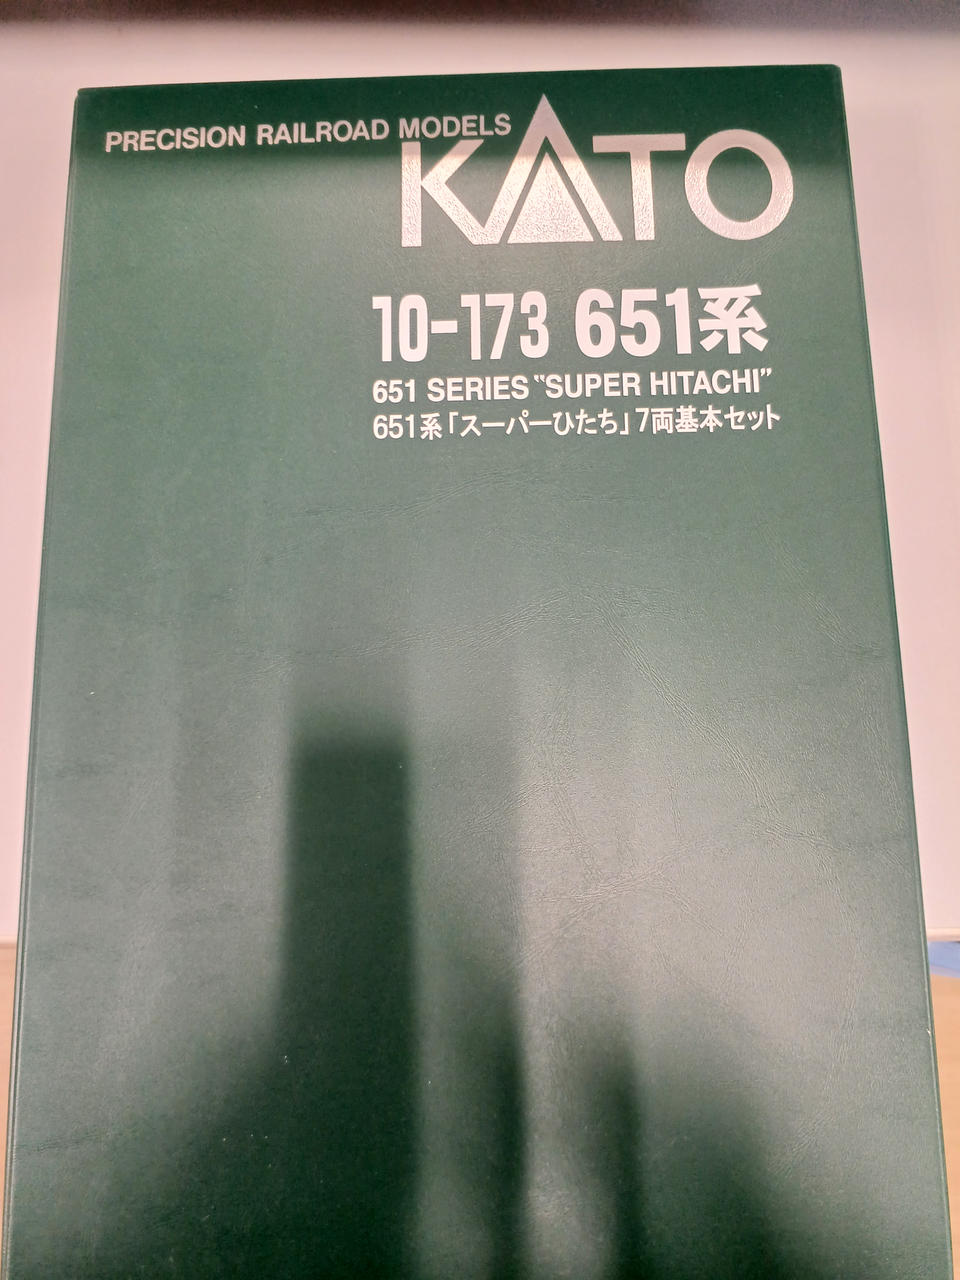 PRECISION RAILROAD MODELS
KATO
10-173 651系
651 SERIES "SUPER HITACHI"
651系「スーパーひたち」7両基本セット